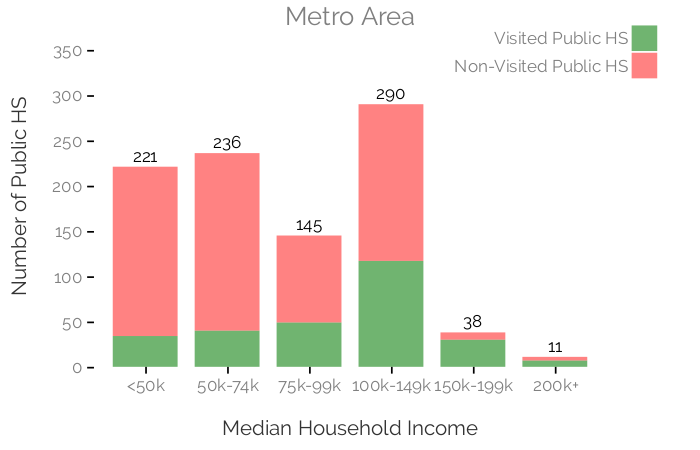 Metro Area
Visited Public HS
Non-Visited Public HS
Number of Public HS
350
300
250
200
150
100
50
0
221
236
145
290
38
11
<50k
50k-74k
75k-99k
100k-149k
150k-199k
200k+
Median Household Income